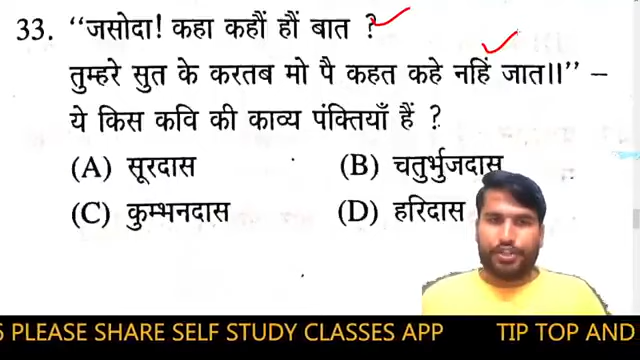 33. ‘‘जसोदा! कहा कहौं हौं बात ?
तुम्हरे सुत के करतब मो पै कहत कहे नहिं जात॥’’ –
ये किस कवि की काव्य पंक्तियाँ हैं ?
(A) सूरदास (B) चतुर्भुजदास
(C) कुम्भनदास (D) हरिदास
PLEASE SHARE SELF STUDY CLASSES APP TIP TOP AND